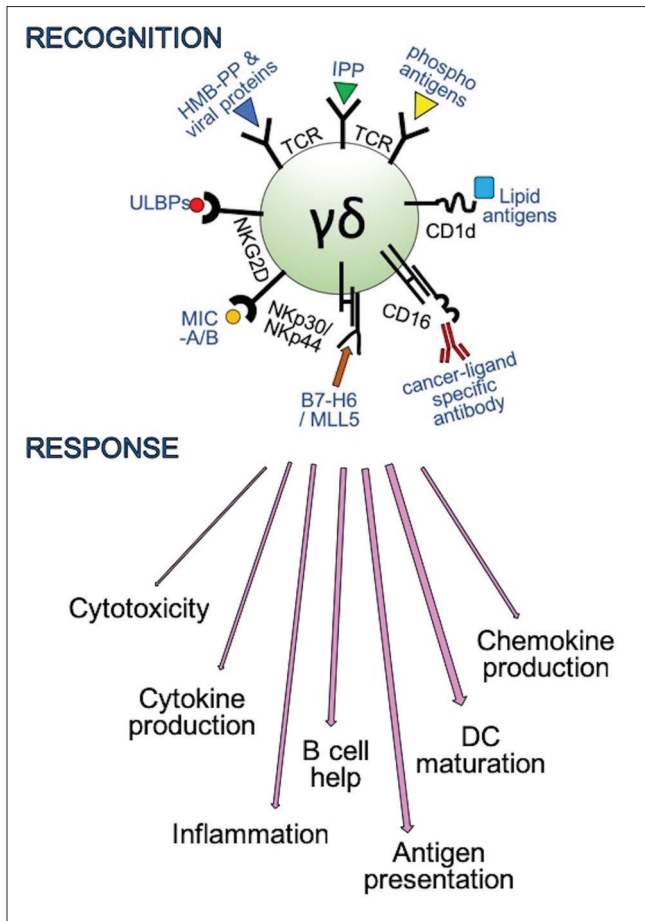 RECOGNITION
HMB-PP &
viral proteins
IPP
phospho
antigens
TCR
TCR
ULBPs
NKG2D
γδ
CD1d
Lipid
antigens
MIC
-A/B
NKp30/
NKp44
CD16
B7-H6
/ MLL5
cancer-ligand
specific
antibody
RESPONSE
Cytotoxicity
Cytokine
production
Inflammation
B cell
help
Antigen
presentation
DC
maturation
Chemokine
production